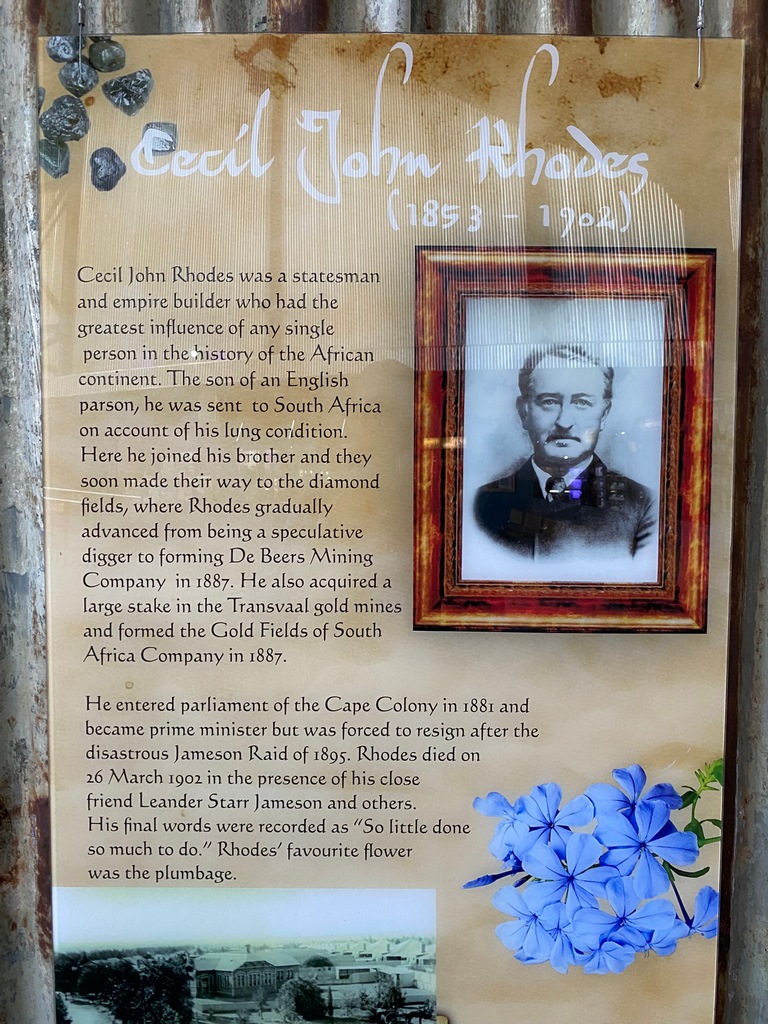 Cecil John Rhodes
(1853 - 1902)
Cecil John Rhodes was a statesman
and empire builder who had the
greatest influence of any single
person in the history of the African
continent. The son of an English
parson, he was sent to South Africa
on account of his lung condition.
Here he joined his brother and they
soon made their way to the diamond
fields, where Rhodes gradually
advanced from being a speculative
digger to forming De Beers Mining
Company in 1887. He also acquired a
large stake in the Transvaal gold mines
and formed the Gold Fields of South
Africa Company in 1887.
He entered parliament of the Cape Colony in 1881 and
became prime minister but was forced to resign after the
disastrous Jameson Raid of 1895. Rhodes died on
26 March 1902 in the presence of his close
friend Leander Starr Jameson and others.
His final words were recorded as "So little done
so much to do." Rhodes' favourite flower
was the plumbage.